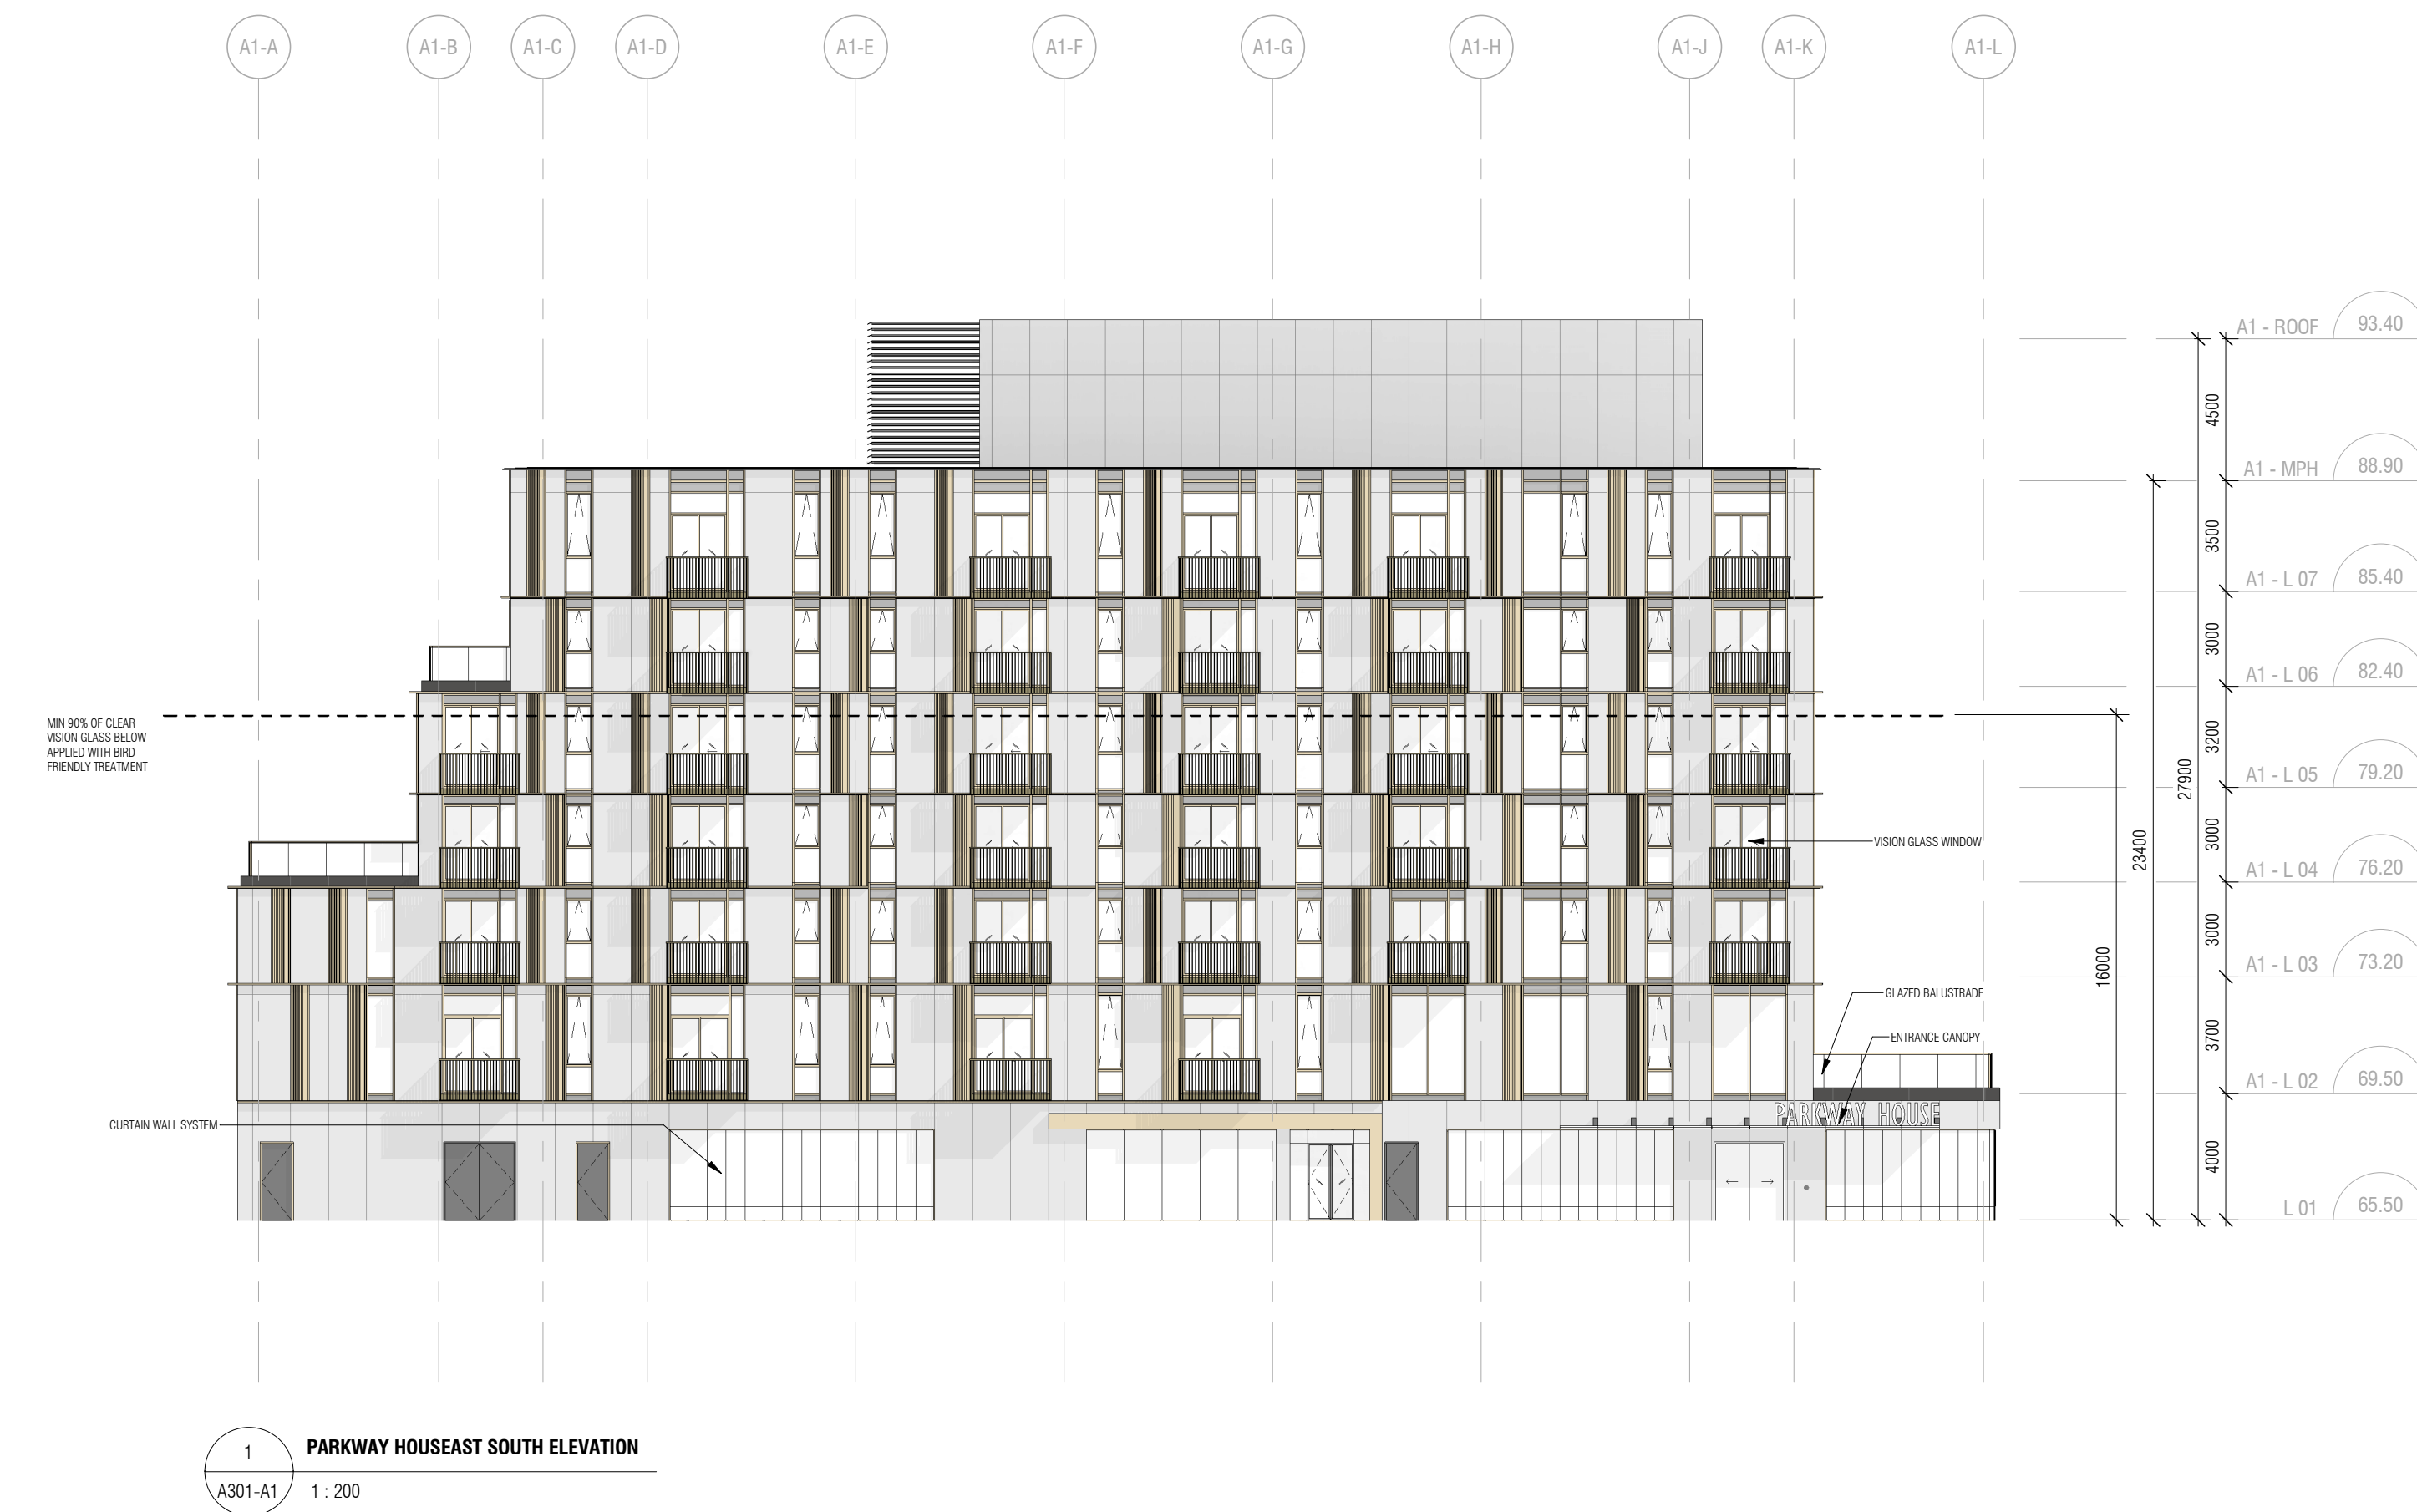 A1-A
A1-B
A1-C
A1-D
A1-E
A1-F
A1-G
A1-H
A1-J
A1-K
A1-L
A1 - ROOF 93.40
4500
A1 - MPH 88.90
3500
A1 - L 07 85.40
3000
A1 - L 06 82.40
MIN 90% OF CLEAR
VISION GLASS BELOW
APPLIED WITH BIRD
FRIENDLY TREATMENT
3200
27900
A1 - L 05 79.20
VISION GLASS WINDOW
23400
3000
A1 - L 04 76.20
3000
16000
A1 - L 03 73.20
GLAZED BALUSTRADE
ENTRANCE CANOPY
3700
A1 - L 02 69.50
PARKWAY HOUSE
CURTAIN WALL SYSTEM
4000
L 01 65.50
1
PARKWAY HOUSEAST SOUTH ELEVATION
A301-A1
1 : 200